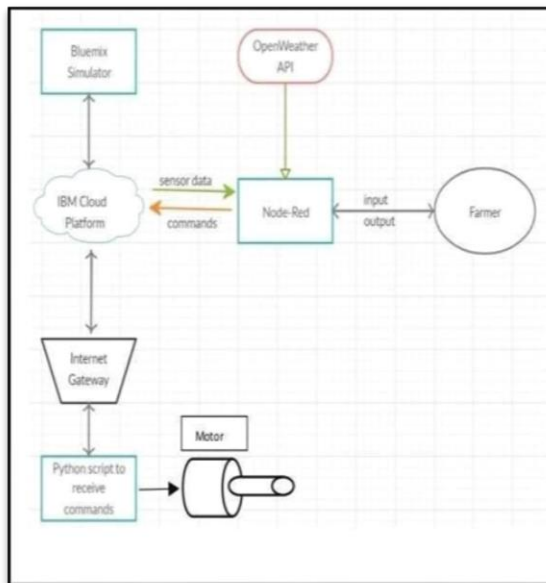 Bluemix
Simulator
OpenWeather
API
IBM Cloud
Platform
sensor data
commands
Node-Red
input
output
Farmer
Internet
Gateway
Motor
Python script to
receive
commands